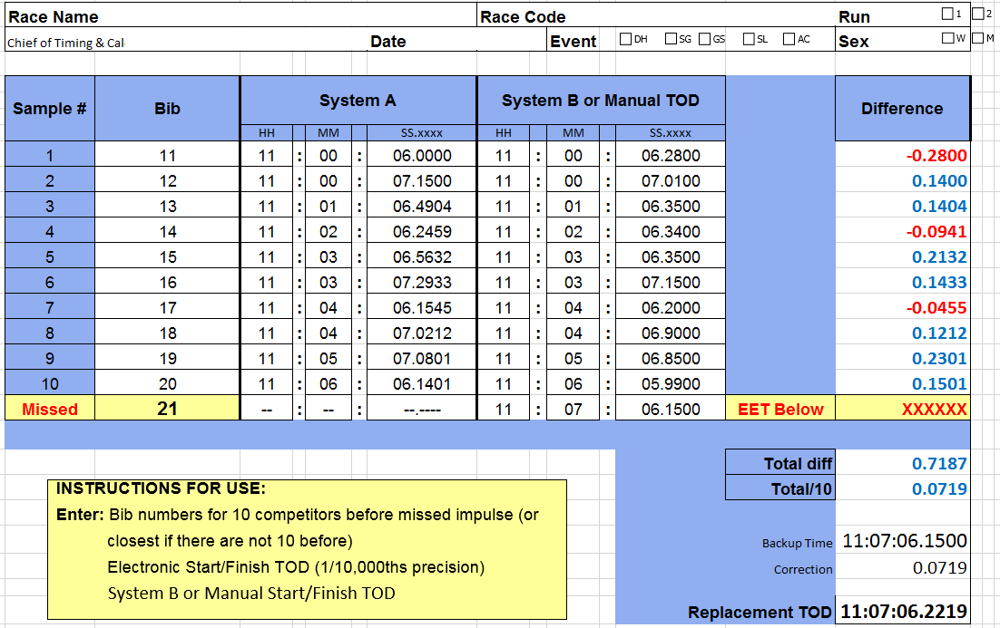 Race Name Race Code Run 1 2
Chief of Timing & Cal Date Event DH SG GS SL AC Sex W M
Sample # Bib System A System B or Manual TOD Difference
HH MM SS.xxxx HH MM SS.xxxx
1 11 11 : 00 : 06.0000 11 : 00 : 06.2800 -0.2800
2 12 11 : 00 : 07.1500 11 : 00 : 07.0100 0.1400
3 13 11 : 01 : 06.4904 11 : 01 : 06.3500 0.1404
4 14 11 : 02 : 06.2459 11 : 02 : 06.3400 -0.0941
5 15 11 : 03 : 06.5632 11 : 03 : 06.3500 0.2132
6 16 11 : 03 : 07.2933 11 : 03 : 07.1500 0.1433
7 17 11 : 04 : 06.1545 11 : 04 : 06.2000 -0.0455
8 18 11 : 04 : 07.0212 11 : 04 : 06.9000 0.1212
9 19 11 : 05 : 07.0801 11 : 05 : 06.8500 0.2301
10 20 11 : 06 : 06.1401 11 : 06 : 05.9900 0.1501
Missed 21 -- : -- : --.---- 11 : 07 : 06.1500 EET Below XXXXXX
Total diff 0.7187
Total/10 0.0719
INSTRUCTIONS FOR USE:
Enter: Bib numbers for 10 competitors before missed impulse (or
closest if there are not 10 before)
Electronic Start/Finish TOD (1/10,000ths precision)
System B or Manual Start/Finish TOD
Backup Time 11:07:06.1500
Correction 0.0719
Replacement TOD 11:07:06.2219